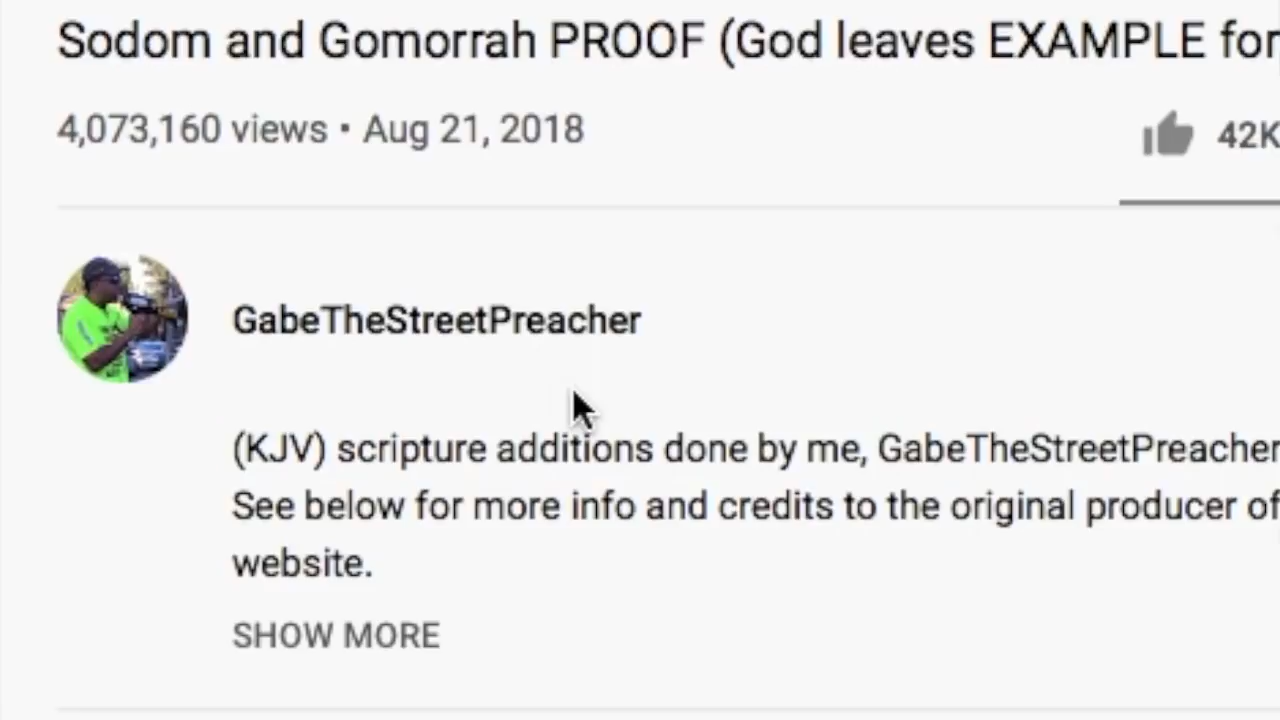 Sodom and Gomorrah PROOF (God leaves EXAMPLE for
4,073,160 views • Aug 21, 2018
42K
GabeTheStreetPreacher
(KJV) scripture additions done by me, GabeTheStreetPreacher
See below for more info and credits to the original producer of
website.
SHOW MORE